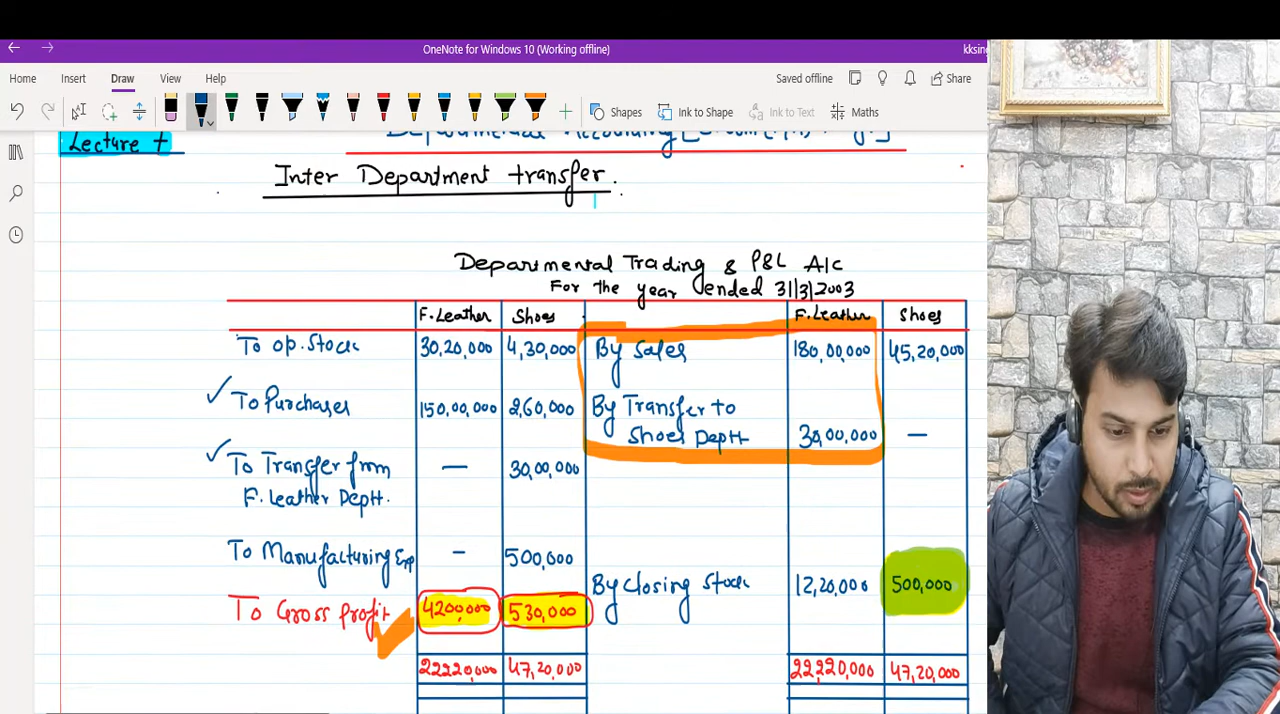 OneNote for Windows 10 (Working offline)
Home Insert Draw View Help
Saved offline Share
Shapes Ink to Shape Ink to Text Maths
Departmental Accounting
Inter Department transfer.
Departmental Trading & P&L A/C
For the year ended 31/3/2003
F.Leather Shoes F.Leather Shoes
To op. Stock 30,20,000 4,30,000 By Sales 180,00,000 45,20,000
To Purchases 150,00,000 2,60,000 By Transfer to
Shoes Deptt 30,00,000 —
To Transfer from — 30,00,000
F. Leather Deptt.
To Manufacturing Exp — 500,000
By Closing Stock 12,20,000 500,000
To Gross profit 4200,000 530,000
22220,000 47,20,000 22,220,000 47,20,000